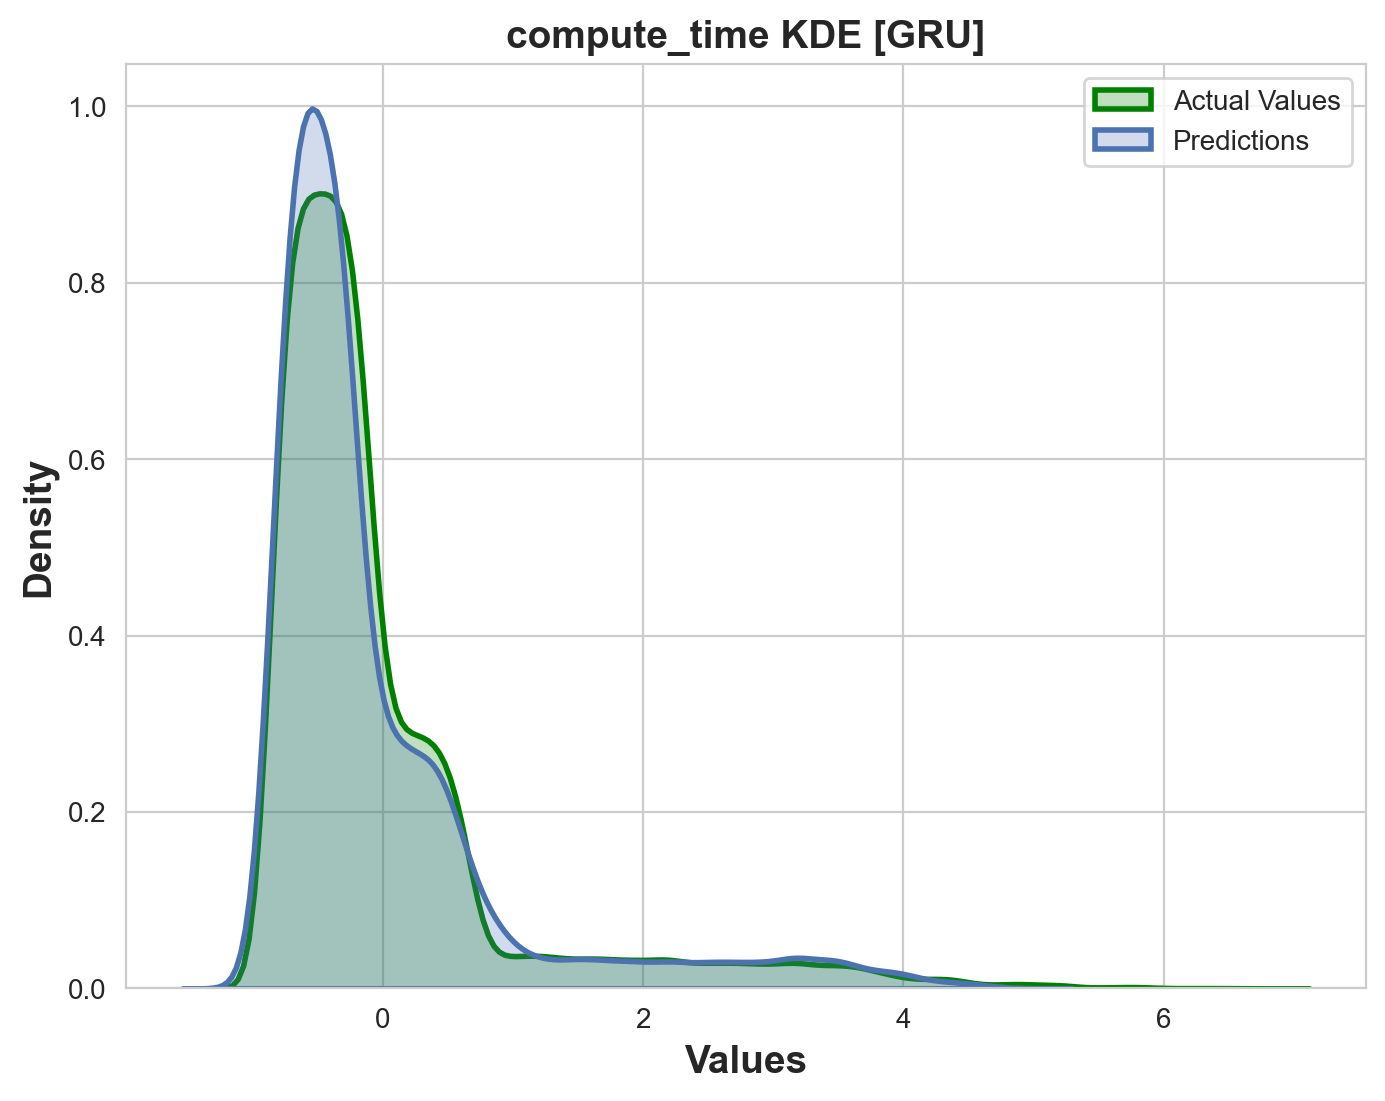 compute_time KDE [GRU]
Actual Values
Predictions
Density
1.0
0.8
0.6
0.4
0.2
0.0
0 2 4 6
Values